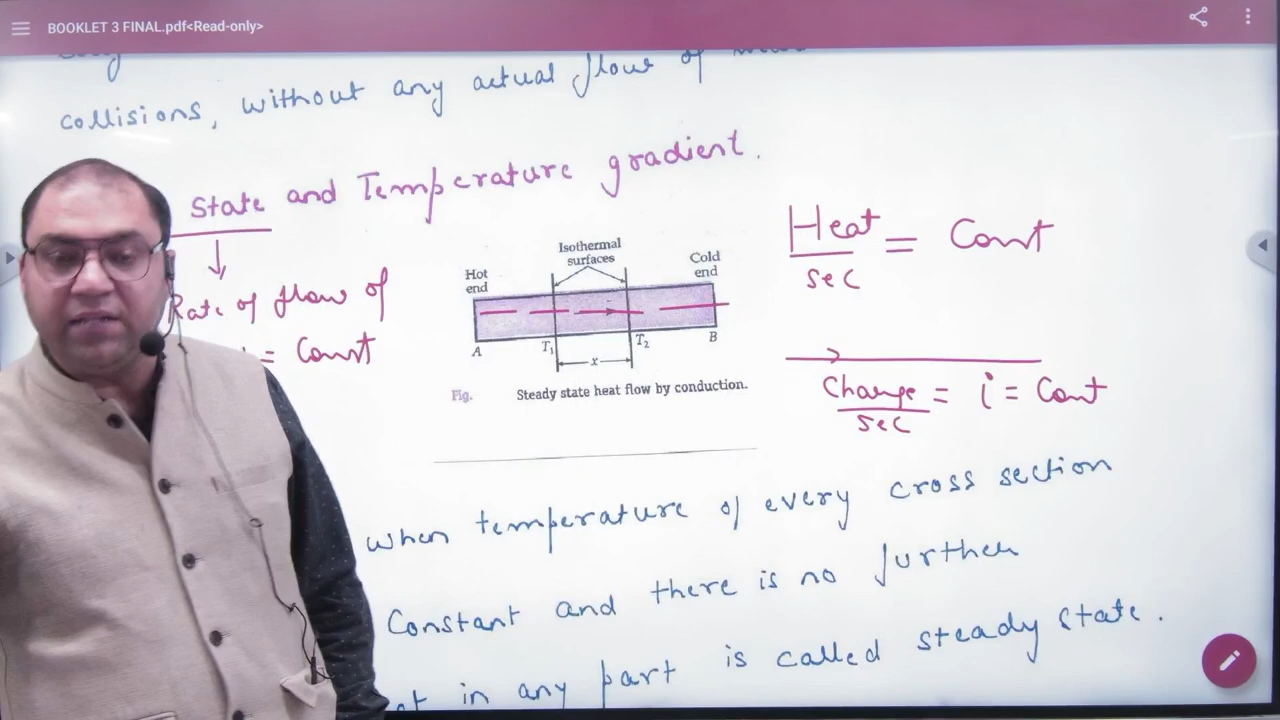 BOOKLET 3 FINAL.pdf<Read-only>
collisions, without any actual flow of
State and Temperature gradient.
Rate of flow of
= Const
Isothermal
surfaces
Hot
end
Cold
end
A
T1
x
T2
B
Fig. Steady state heat flow by conduction.
Heat = Const
sec
Charge = i = Cont
sec
when temperature of every cross section
Constant and there is no further
in any part is called steady state.